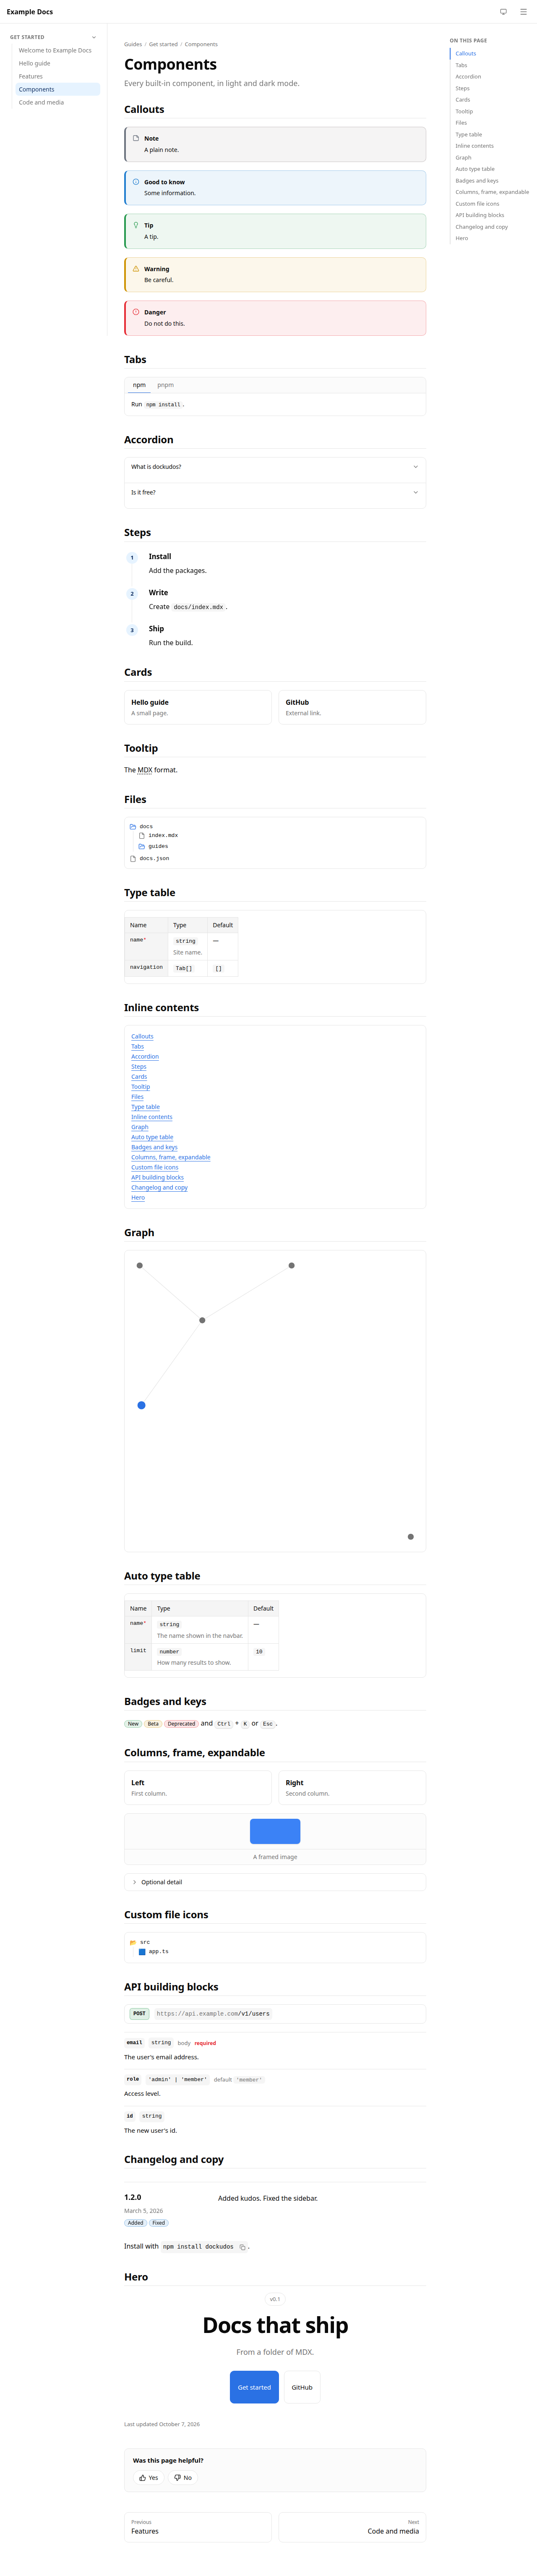 Example Docs
GET STARTED
Welcome to Example Docs
Hello guide
Features
Components
Code and media
Guides / Get started / Components
Components
Every built-in component, in light and dark mode.
Callouts
Note
A plain note.
Good to know
Some information.
Tip
A tip.
Warning
Be careful.
Danger
Do not do this.
Tabs
npm pnpm
Run npm install.
Accordion
What is dockudos?
Is it free?
Steps
1 Install
Add the packages.
2 Write
Create docs/index.mdx.
3 Ship
Run the build.
Cards
Hello guide
A small page.
GitHub
External link.
Tooltip
The MDX format.
Files
docs
index.mdx
guides
docs.json
Type table
Name Type Default
name* string —
Site name.
navigation Tab[] []
Inline contents
Callouts
Tabs
Accordion
Steps
Cards
Tooltip
Files
Type table
Inline contents
Graph
Auto type table
Badges and keys
Columns, frame, expandable
Custom file icons
API building blocks
Changelog and copy
Hero
Graph
Auto type table
Name Type Default
name* string —
The name shown in the navbar.
limit number 10
How many results to show.
Badges and keys
New Beta Deprecated and Ctrl + K or Esc.
Columns, frame, expandable
Left
First column.
Right
Second column.
A framed image
Optional detail
Custom file icons
src
app.ts
API building blocks
POST https://api.example.com/v1/users
email string body required
The user's email address.
role 'admin' | 'member' default 'member'
Access level.
id string
The new user's id.
Changelog and copy
1.2.0
March 5, 2026
Added Fixed
Added kudos. Fixed the sidebar.
Install with npm install dockudos.
Hero
v0.1
Docs that ship
From a folder of MDX.
Get started GitHub
Last updated October 7, 2026
Was this page helpful?
Yes No
Previous
Features
Next
Code and media
ON THIS PAGE
Callouts
Tabs
Accordion
Steps
Cards
Tooltip
Files
Type table
Inline contents
Graph
Auto type table
Badges and keys
Columns, frame, expandable
Custom file icons
API building blocks
Changelog and copy
Hero